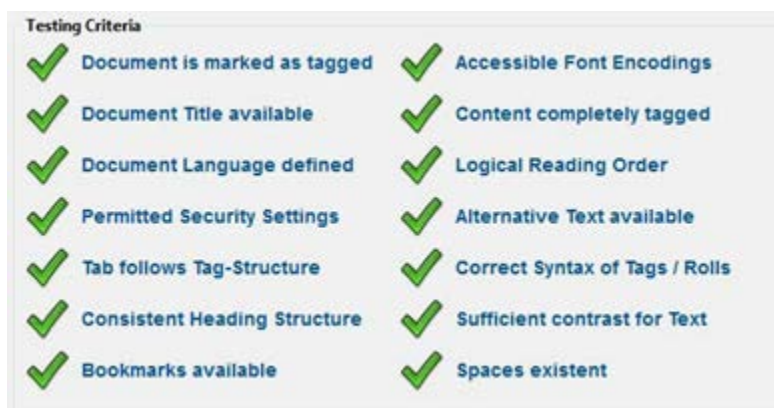 Testing Criteria
Document is marked as tagged
Document Title available
Document Language defined
Permitted Security Settings
Tab follows Tag-Structure
Consistent Heading Structure
Bookmarks available
Accessible Font Encodings
Content completely tagged
Logical Reading Order
Alternative Text available
Correct Syntax of Tags / Rolls
Sufficient contrast for Text
Spaces existent